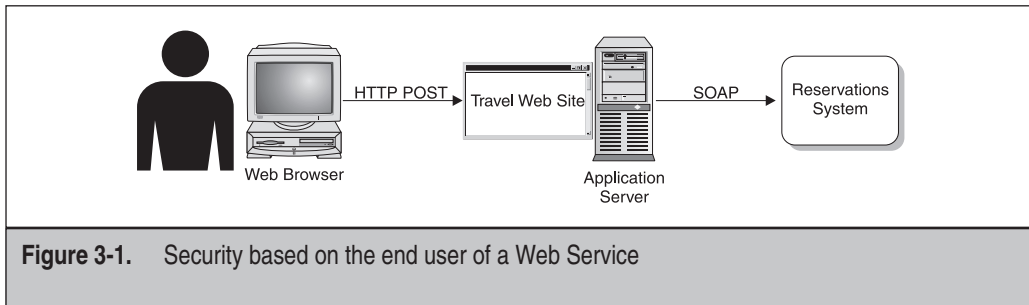 HTTP POST
Travel Web Site
SOAP
Reservations
System
Web Browser
Application
Server
Figure 3-1. Security based on the end user of a Web Service